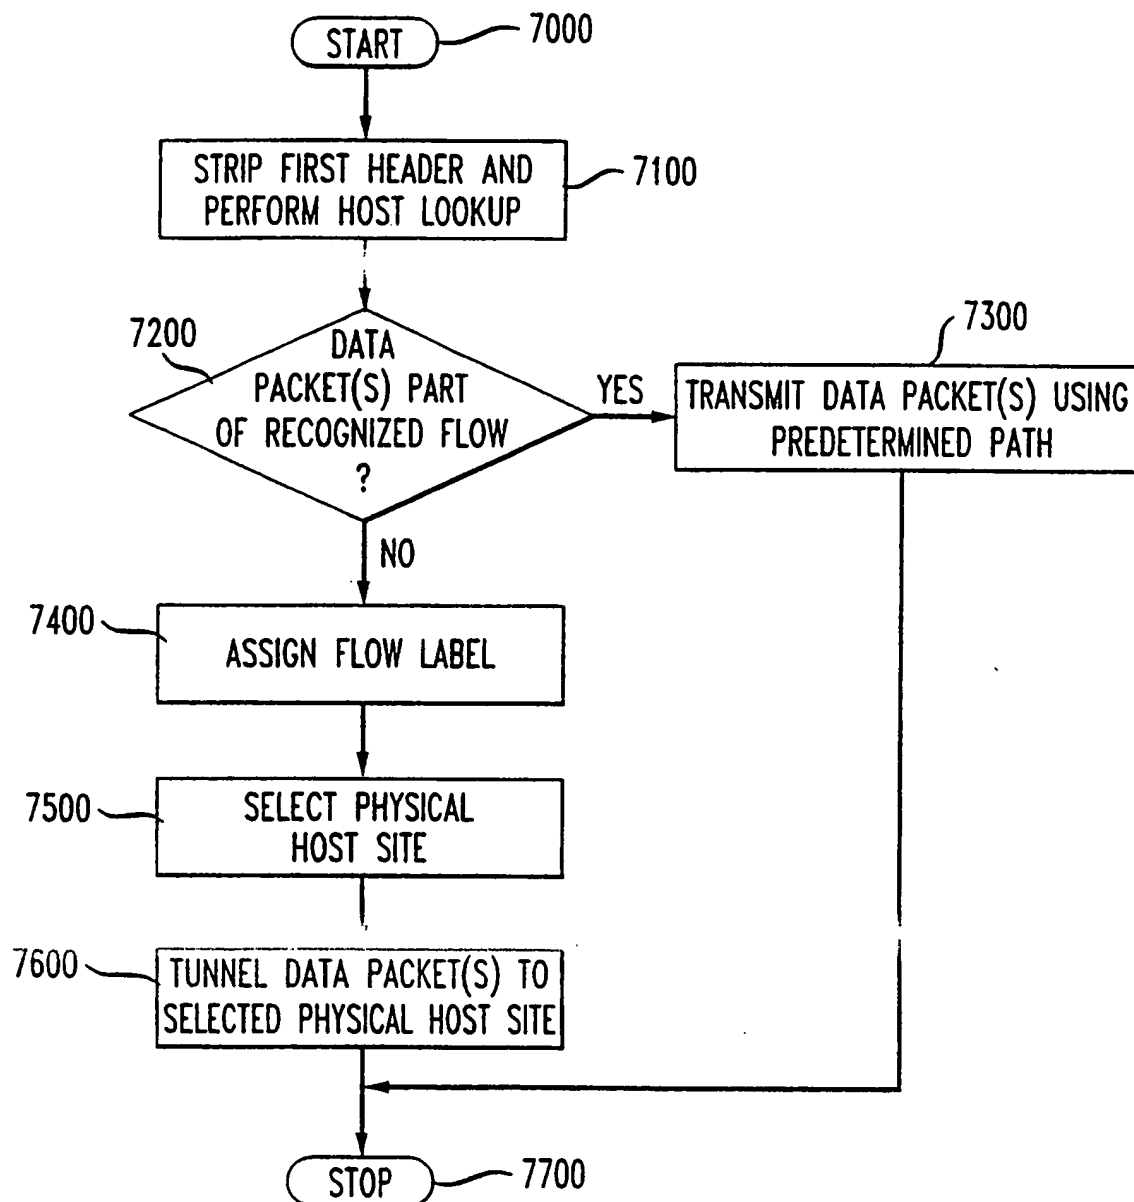 START
7000
STRIP FIRST HEADER AND
PERFORM HOST LOOKUP
7100
7200
DATA
PACKET(S) PART
OF RECOGNIZED FLOW
?
YES
7300
TRANSMIT DATA PACKET(S) USING
PREDETERMINED PATH
NO
7400
ASSIGN FLOW LABEL
7500
SELECT PHYSICAL
HOST SITE
7600
TUNNEL DATA PACKET(S) TO
SELECTED PHYSICAL HOST SITE
STOP
7700